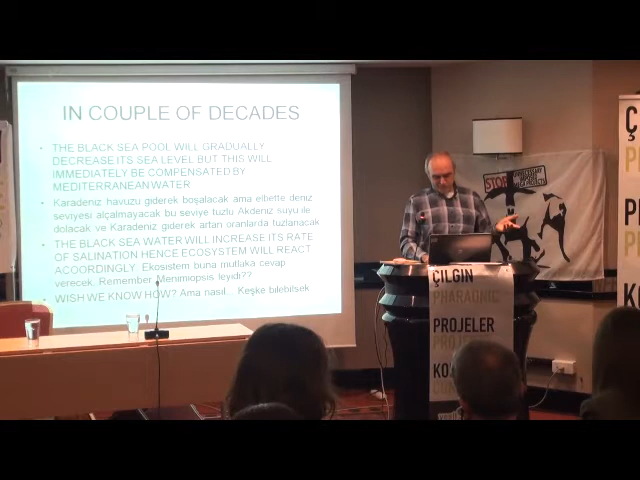 IN COUPLE OF DECADES
• THE BLACK SEA POOL WILL GRADUALLY
DECREASE ITS SEA LEVEL BUT THIS WILL
IMMEDIATELY BE COMPENSATED BY
MEDITERRANEAN WATER
• Karadeniz havuzu giderek boşalacak ama elbette deniz
seviyesi alçalmayacak bu seviye tuzlu Akdeniz suyu ile
dolacak ve Karadeniz giderek artan oranlarda tuzlanacak
• THE BLACK SEA WATER WILL INCREASE ITS RATE
OF SALINATION HENCE ECOSYSTEM WILL REACT
ACOORDINGLY. Ekosistem buna mutlaka cevap
verecek..Remember Menimiopsis leyidi??
• WISH WE KNOW HOW? Ama nasıl... Keşke bilebilsek
STOP
ÇILGIN
PHARAONIC
PROJELER